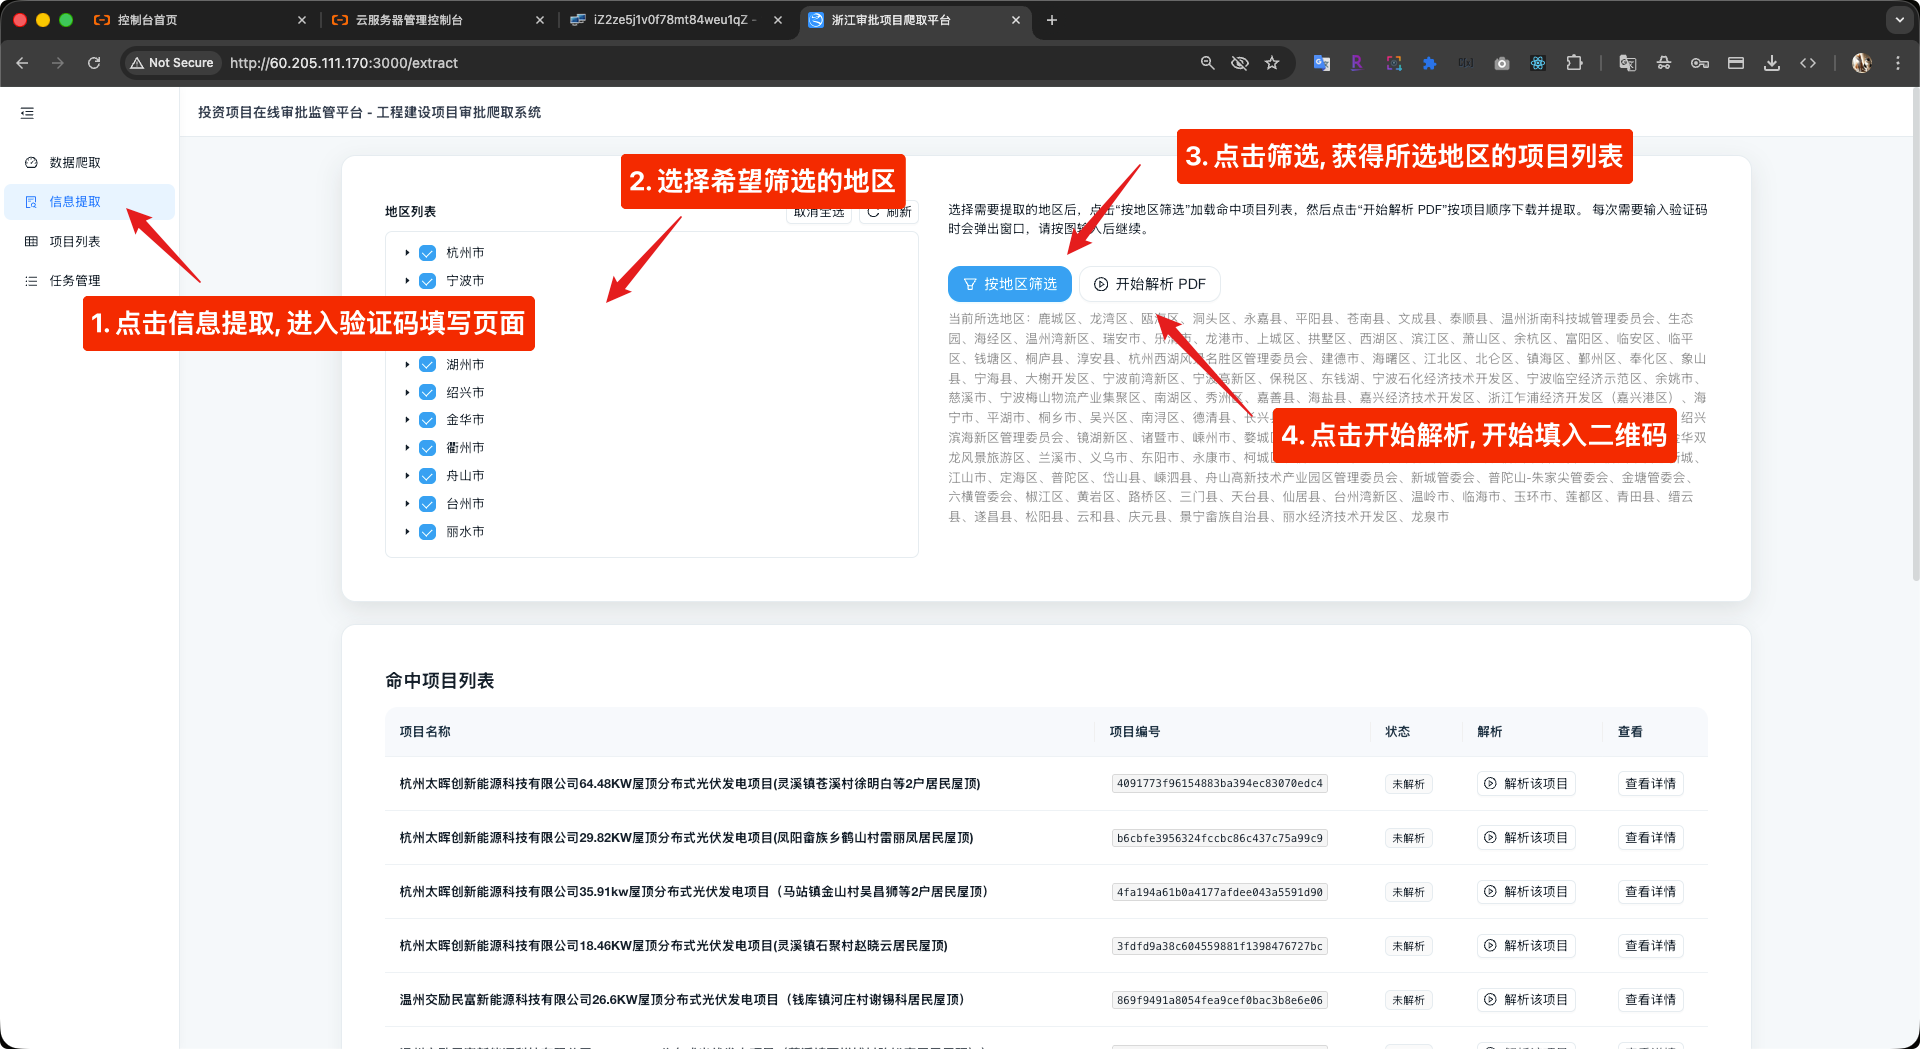 控制台首页
云服务器管理控制台
iZ2ze5j1v0f78mt84weu1qZ -
浙江审批项目爬取平台
Not Secure
http://60.205.111.170:3000/extract
投资项目在线审批监管平台 - 工程建设项目审批爬取系统
数据爬取
信息提取
项目列表
任务管理
1. 点击信息提取, 进入验证码填写页面
2. 选择希望筛选的地区
3. 点击筛选, 获得所选地区的项目列表
4. 点击开始解析, 开始填入二维码
地区列表
取消全选
刷新
杭州市
宁波市
湖州市
绍兴市
金华市
衢州市
舟山市
台州市
丽水市
选择需要提取的地区后，点击“按地区筛选”加载命中项目列表，然后点击“开始解析 PDF”按项目顺序下载并提取。 每次需要输入验证码
时会弹出窗口，请按图输入后继续。
按地区筛选
开始解析 PDF
当前所选地区：鹿城区、龙湾区、瓯海区、洞头区、永嘉县、平阳县、苍南县、文成县、泰顺县、温州浙南科技城管理委员会、生态
园、海经区、温州湾新区、瑞安市、乐清市、龙港市、上城区、拱墅区、西湖区、滨江区、萧山区、余杭区、富阳区、临安区、临平
区、钱塘区、桐庐县、淳安县、杭州西湖风景名胜区管理委员会、建德市、海曙区、江北区、北仑区、镇海区、鄞州区、奉化区、象山
县、宁海县、大榭开发区、宁波前湾新区、宁波高新区、保税区、东钱湖、宁波石化经济技术开发区、宁波临空经济示范区、余姚市、
慈溪市、宁波梅山物流产业集聚区、南湖区、秀洲区、嘉善县、海盐县、嘉兴经济技术开发区、浙江乍浦经济开发区（嘉兴港区）、海
宁市、平湖市、桐乡市、吴兴区、南浔区、德清县、长兴 绍兴
滨海新区管理委员会、镜湖新区、诸暨市、嵊州市、婺城 华双
龙风景旅游区、兰溪市、义乌市、东阳市、永康市、柯城 新城、
江山市、定海区、普陀区、岱山县、嵊泗县、舟山高新技术产业园区管理委员会、新城管委会、普陀山-朱家尖管委会、金塘管委会、
六横管委会、椒江区、黄岩区、路桥区、三门县、天台县、仙居县、台州湾新区、温岭市、临海市、玉环市、莲都区、青田县、缙云
县、遂昌县、松阳县、云和县、庆元县、景宁畲族自治县、丽水经济技术开发区、龙泉市
命中项目列表
项目名称 项目编号 状态 解析 查看
杭州太晖创新能源科技有限公司64.48KW屋顶分布式光伏发电项目(灵溪镇苍溪村徐明白等2户居民屋顶) 4091773f96154883ba394ec83070edc4 未解析 解析该项目 查看详情
杭州太晖创新能源科技有限公司29.82KW屋顶分布式光伏发电项目(凤阳畲族乡鹤山村雷丽凤居民屋顶) b6cbfe3956324fccbc86c437c75a99c9 未解析 解析该项目 查看详情
杭州太晖创新能源科技有限公司35.91kw屋顶分布式光伏发电项目（马站镇金山村吴昌狮等2户居民屋顶） 4fa194a61b0a4177afdee043a5591d90 未解析 解析该项目 查看详情
杭州太晖创新能源科技有限公司18.46KW屋顶分布式光伏发电项目(灵溪镇石聚村赵晓云居民屋顶) 3fdfd9a38c604559881f1398476727bc 未解析 解析该项目 查看详情
温州交励民富新能源科技有限公司26.6KW屋顶分布式光伏发电项目（钱库镇河庄村谢锡科居民屋顶） 869f9491a8054fea9cef0bac3b8e6e06 未解析 解析该项目 查看详情